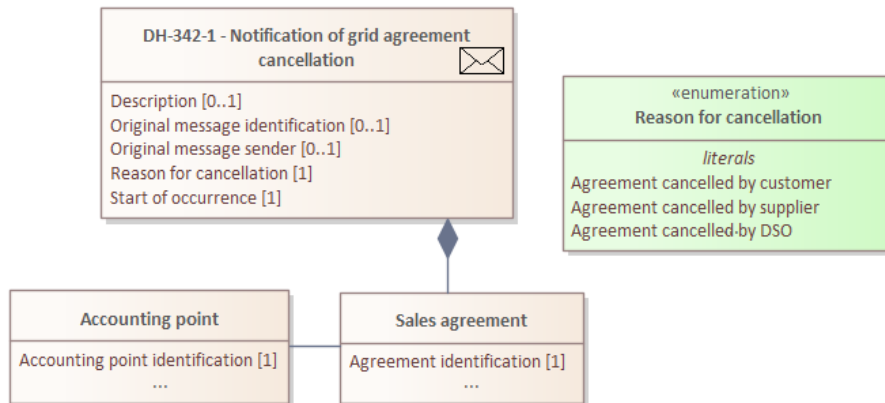 DH-342-1 - Notification of grid agreement
cancellation
Description [0..1]
Original message identification [0..1]
Original message sender [0..1]
Reason for cancellation [1]
Start of occurrence [1]
«enumeration»
Reason for cancellation
literals
Agreement cancelled by customer
Agreement cancelled by supplier
Agreement cancelled by DSO
Accounting point
Accounting point identification [1]
...
Sales agreement
Agreement identification [1]
...